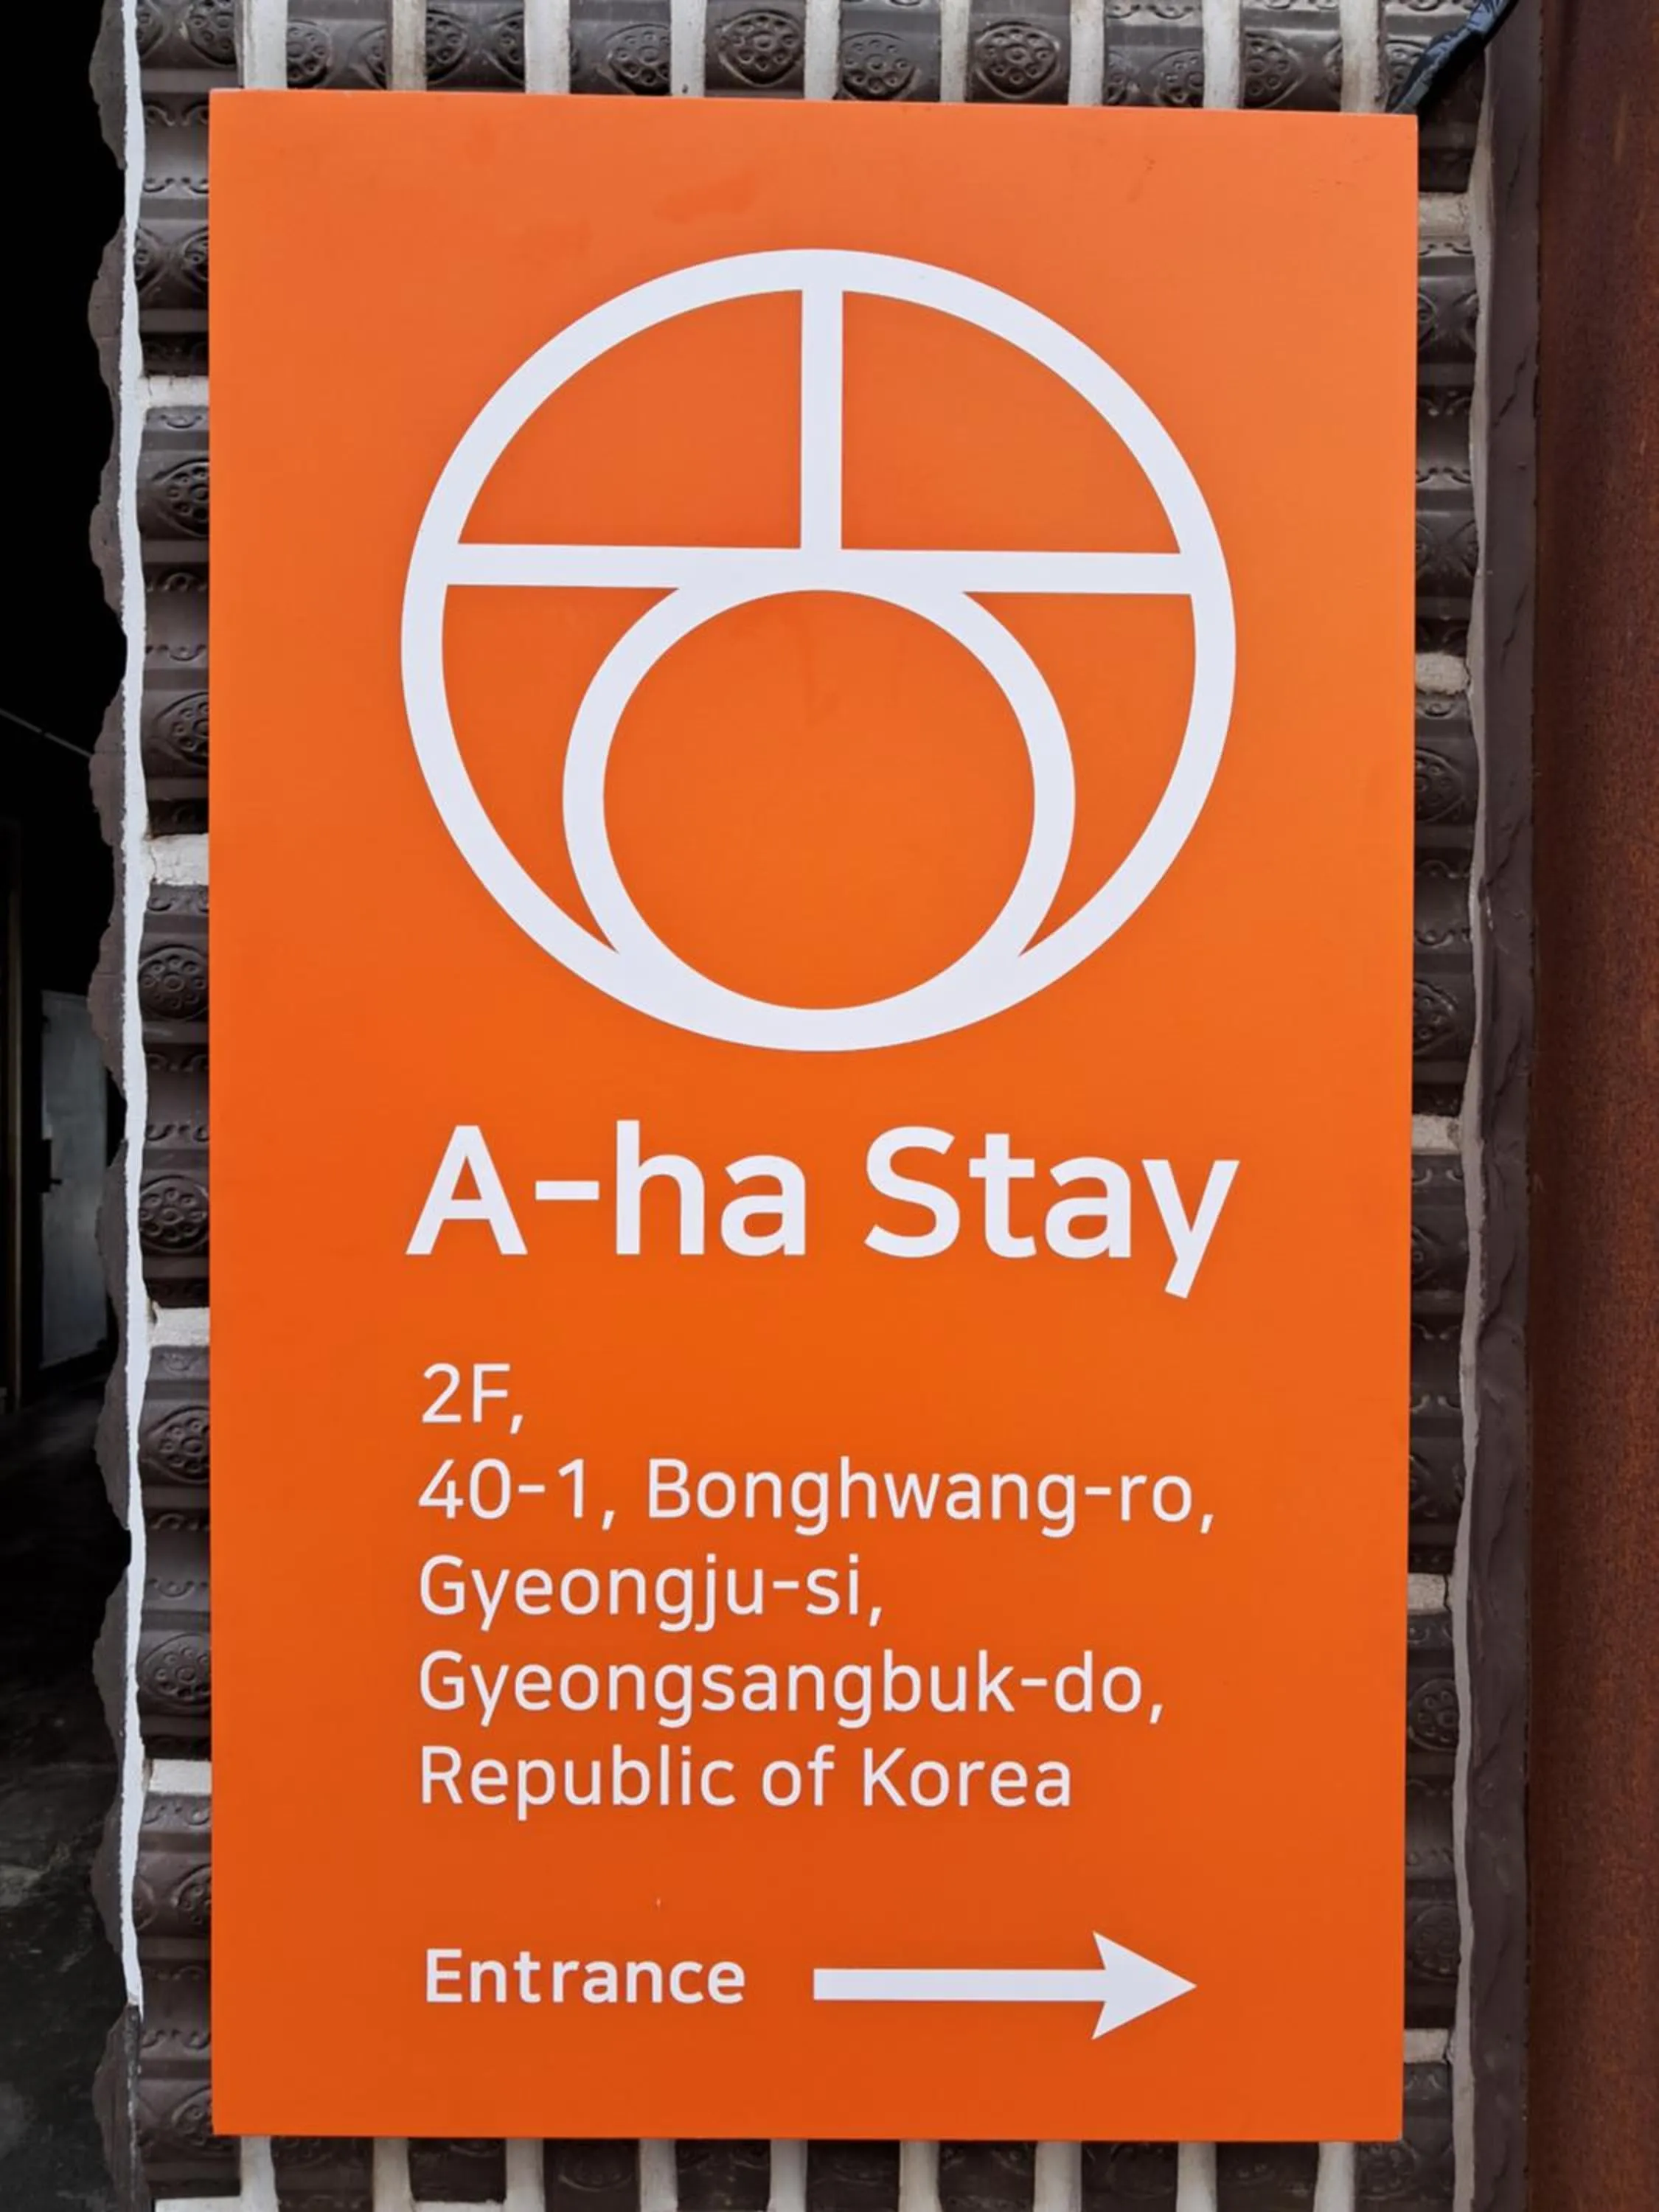 A-ha Stay
2F,
40-1, Bonghwang-ro,
Gyeongju-si,
Gyeongsangbuk-do,
Republic of Korea
Entrance